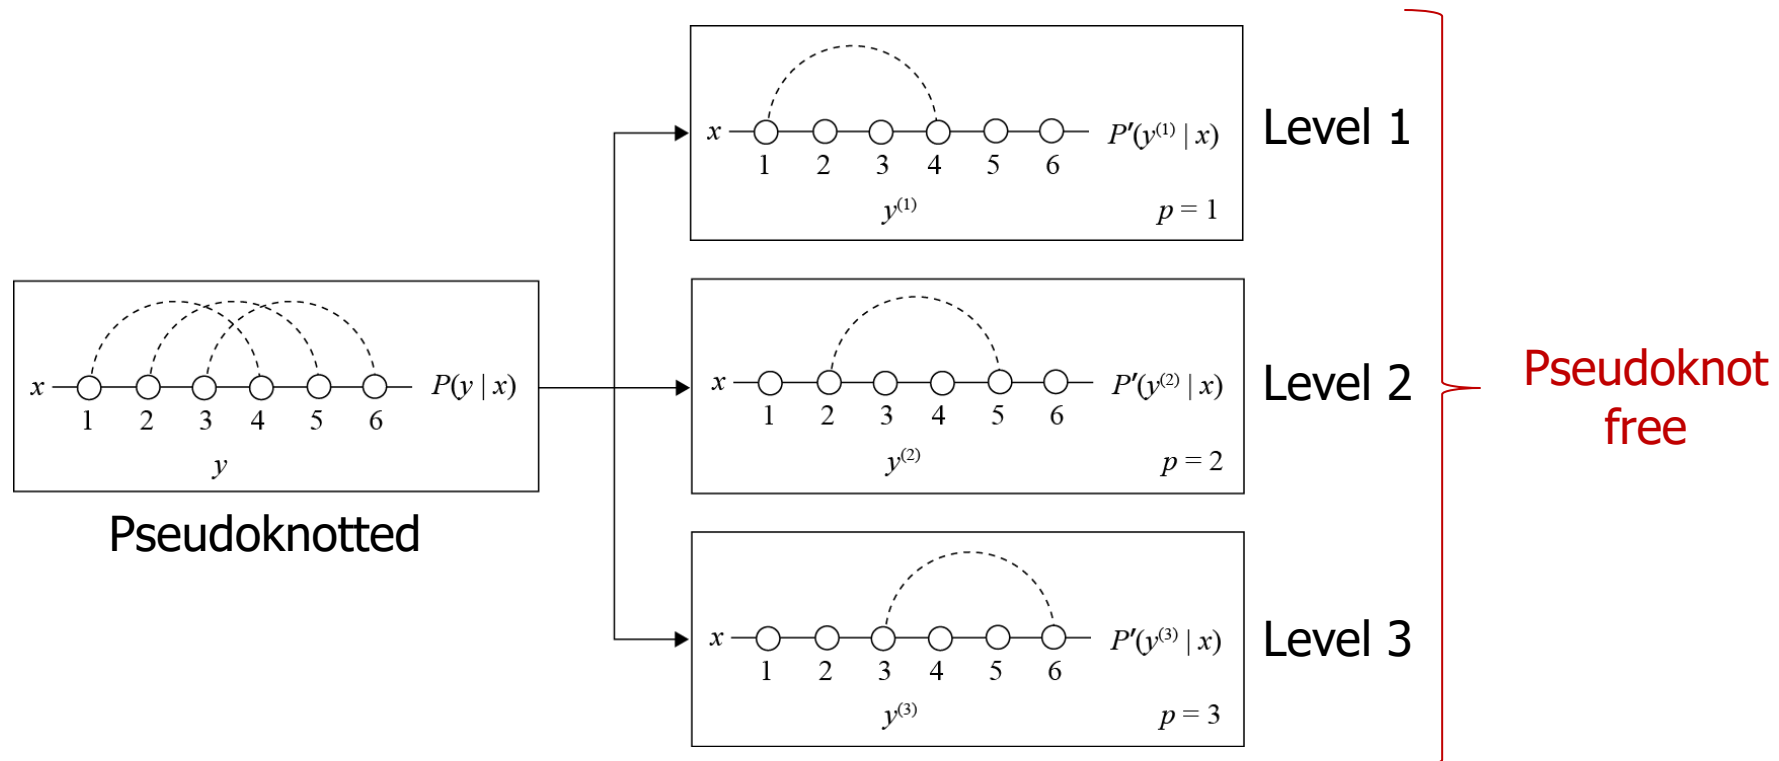 x P(y | x)
1 2 3 4 5 6
y
Pseudoknotted
x P′(y(1) | x)
1 2 3 4 5 6
y(1) p = 1
Level 1
x P′(y(2) | x)
1 2 3 4 5 6
y(2) p = 2
Level 2
x P′(y(3) | x)
1 2 3 4 5 6
y(3) p = 3
Level 3
Pseudoknot
free